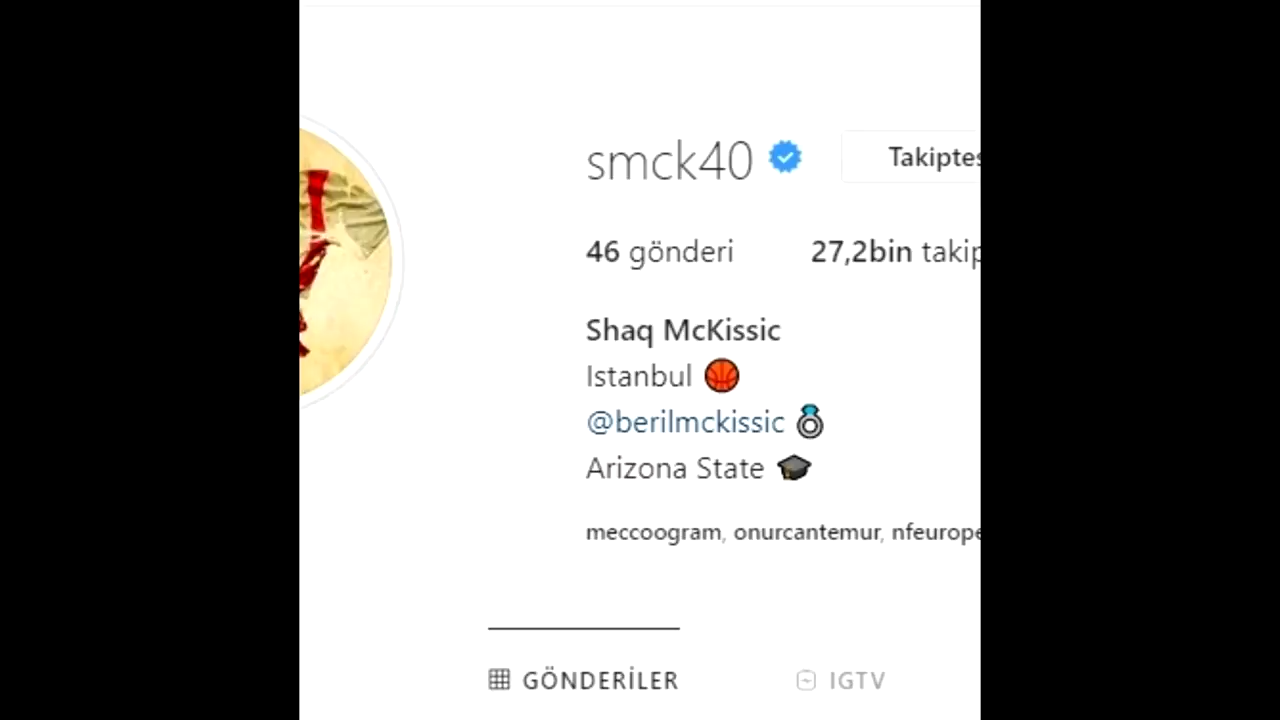 smck40 Takiptes
46 gönderi 27,2bin takip
Shaq McKissic
Istanbul 🏀
@berilmckissic 💍
Arizona State 🎓
meccoogram, onurcantemur, nfeurope
GÖNDERİLER IGTV